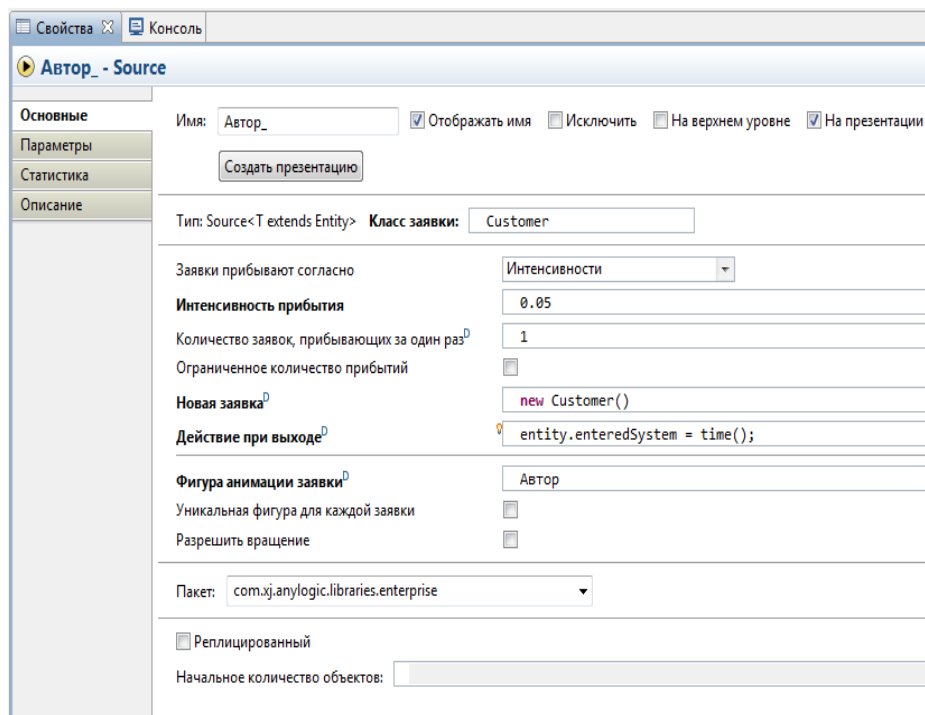 Свойства Консоль
Автор_ - Source
Основные
Параметры
Статистика
Описание
Имя: Автор_ Отображать имя Исключить На верхнем уровне На презентации
Создать презентацию
Тип: Source<T extends Entity> Класс заявки: Customer
Заявки прибывают согласно Интенсивности
Интенсивность прибытия 0.05
Количество заявок, прибывающих за один раз D 1
Ограниченное количество прибытий
Новая заявка D new Customer()
Действие при выходе D entity.enteredSystem = time();
Фигура анимации заявки D Автор
Уникальная фигура для каждой заявки
Разрешить вращение
Пакет: com.xj.anylogic.libraries.enterprise
Реплицированный
Начальное количество объектов: